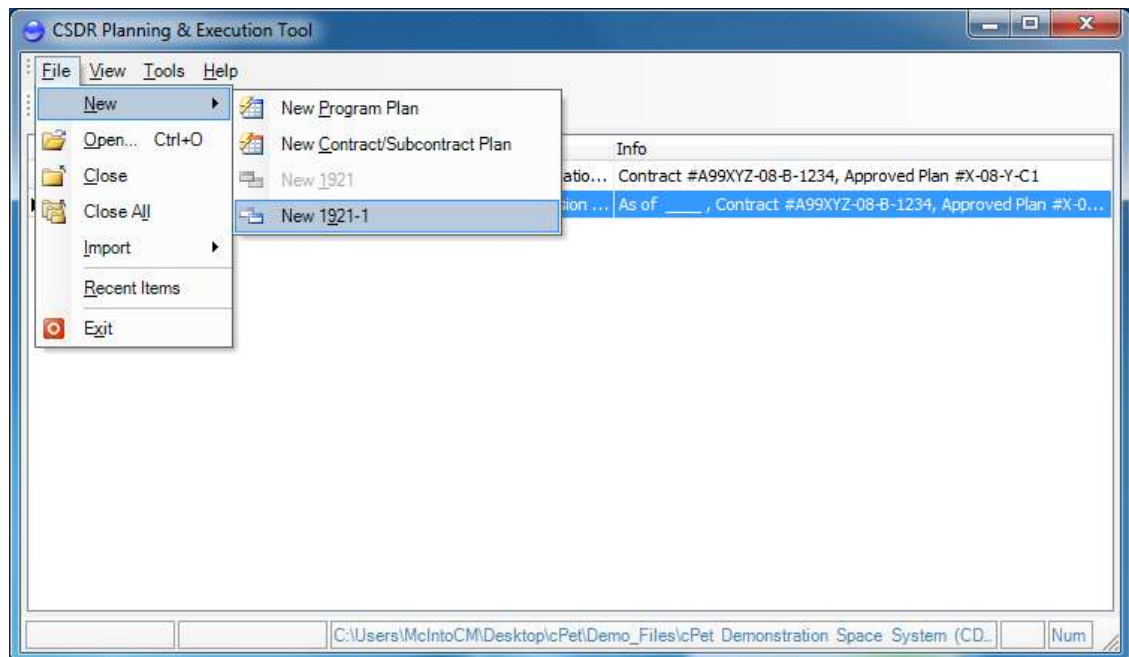 CSDR Planning & Execution Tool
File View Tools Help
New
Open... Ctrl+O
Close
Close All
Import
Recent Items
Exit
New Program Plan
New Contract/Subcontract Plan
New 1921
New 1921-1
Info
atio... Contract #A99XYZ-08-B-1234, Approved Plan #X-08-Y-C1
sion ... As of ____ , Contract #A99XYZ-08-B-1234, Approved Plan #X-0...
C:\Users\McIntoCM\Desktop\cPet\Demo_Files\cPet Demonstration Space System (CD... Num